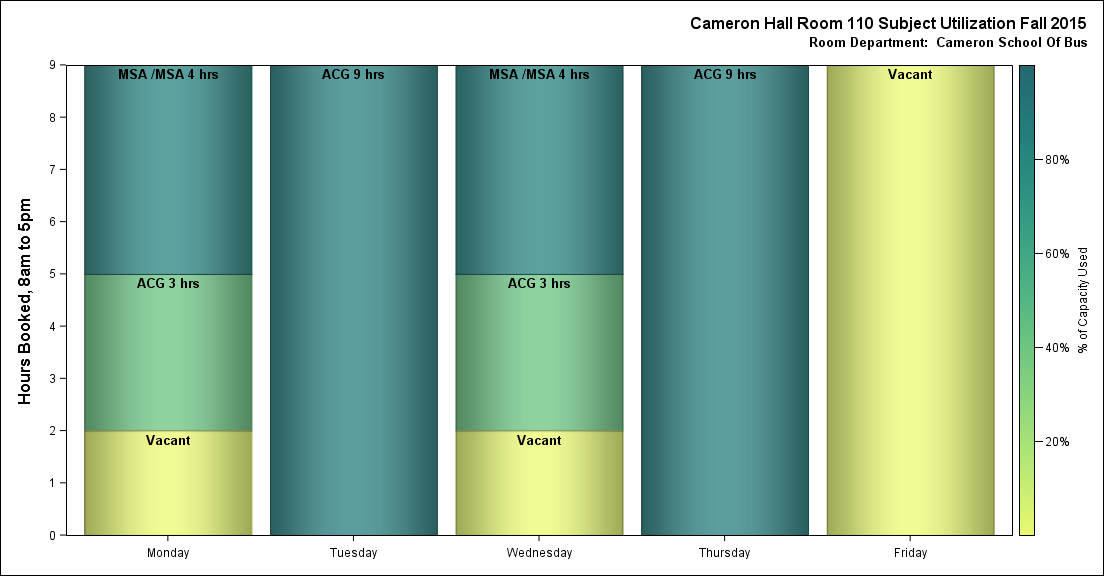 Cameron Hall Room 110 Subject Utilization Fall 2015
Room Department:  Cameron School Of Bus
Hours Booked, 8am to 5pm
9
8
7
6
5
4
3
2
1
0
MSA /MSA 4 hrs
ACG 3 hrs
Vacant
ACG 9 hrs
MSA /MSA 4 hrs
ACG 3 hrs
Vacant
ACG 9 hrs
Vacant
Monday
Tuesday
Wednesday
Thursday
Friday
80%
60%
40%
20%
% of Capacity Used